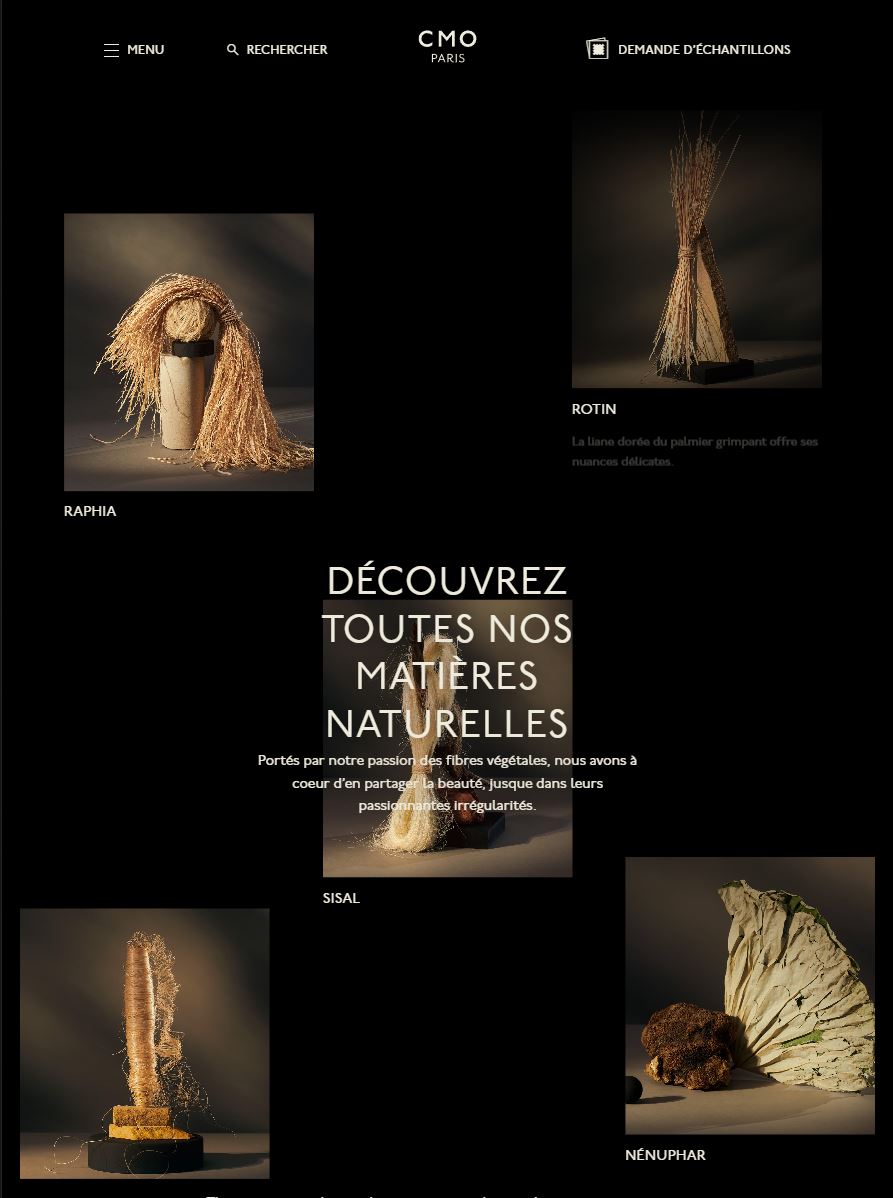 MENU
RECHERCHER
CMO
PARIS
DEMANDE D'ÉCHANTILLONS
ROTIN
La liane dorée du palmier grimpant offre ses
nuances délicates.
RAPHIA
DÉCOUVREZ
TOUTES NOS
MATIÈRES
NATURELLES
Portés par notre passion des fibres végétales, nous avons à
coeur d'en partager la beauté, jusque dans leurs
passionnantes irrégularités.
SISAL
NÉNUPHAR